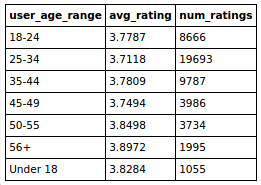 user_age_range avg_rating num_ratings
18-24 3.7787 8666
25-34 3.7118 19693
35-44 3.7809 9787
45-49 3.7494 3986
50-55 3.8498 3734
56+ 3.8972 1995
Under 18 3.8284 1055